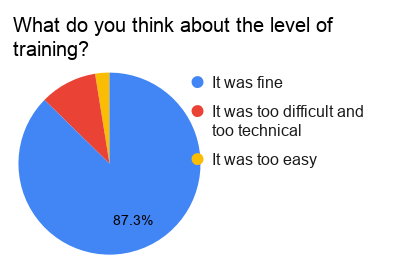 What do you think about the level of
training?
It was fine
It was too difficult and
too technical
It was too easy
87.3%